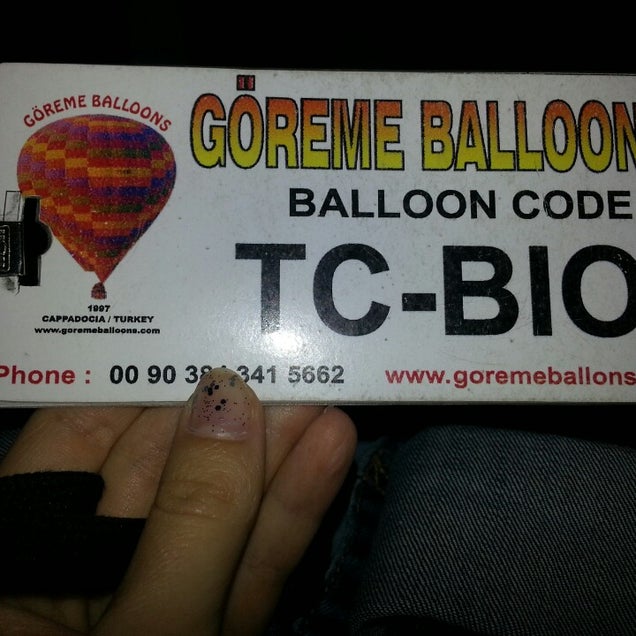 GÖREME BALLOONS
1997
CAPPADOCIA / TURKEY
www.goremeballoons.com
GÖREME BALLOON
BALLOON CODE
TC-BIO
Phone : 00 90 38 341 5662
www.goremeballons